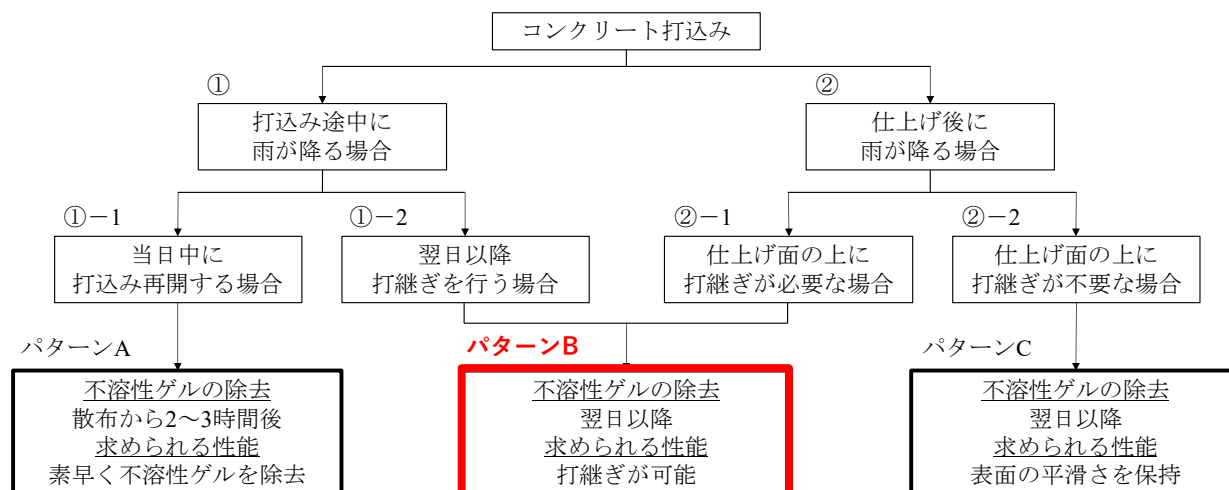 コンクリート打込み
①
打込み途中に
雨が降る場合
②
仕上げ後に
雨が降る場合
①－1
当日中に
打込み再開する場合
①－2
翌日以降
打継ぎを行う場合
②－1
仕上げ面の上に
打継ぎが必要な場合
②－2
仕上げ面の上に
打継ぎが不要な場合
パターンA
不溶性ゲルの除去
散布から2～3時間後
求められる性能
素早く不溶性ゲルを除去
パターンB
不溶性ゲルの除去
翌日以降
求められる性能
打継ぎが可能
パターンC
不溶性ゲルの除去
翌日以降
求められる性能
表面の平滑さを保持